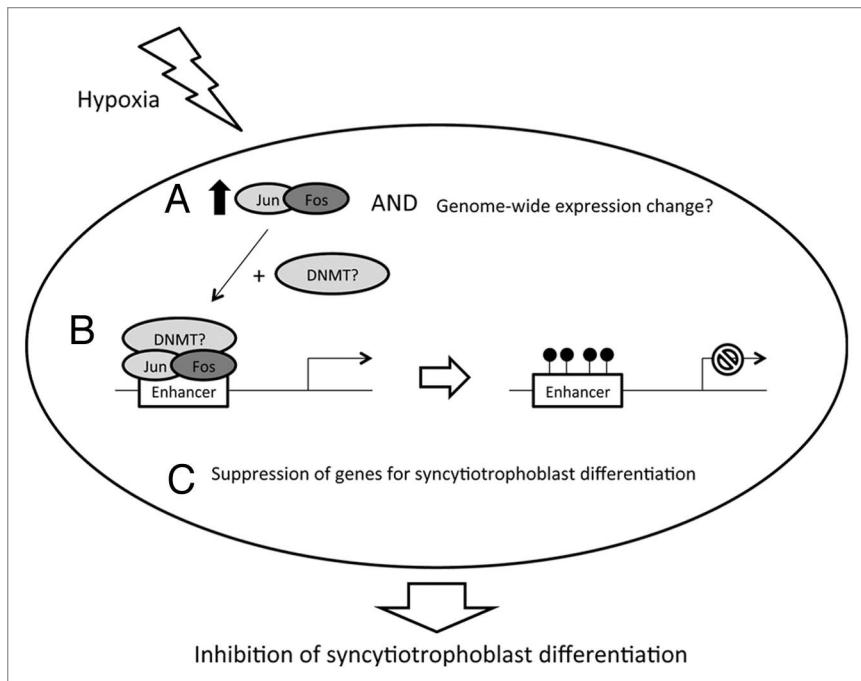 Hypoxia
A Jun Fos AND Genome-wide expression change?
+ DNMT?
B DNMT?
Jun Fos
Enhancer Enhancer
C Suppression of genes for syncytiotrophoblast differentiation
Inhibition of syncytiotrophoblast differentiation